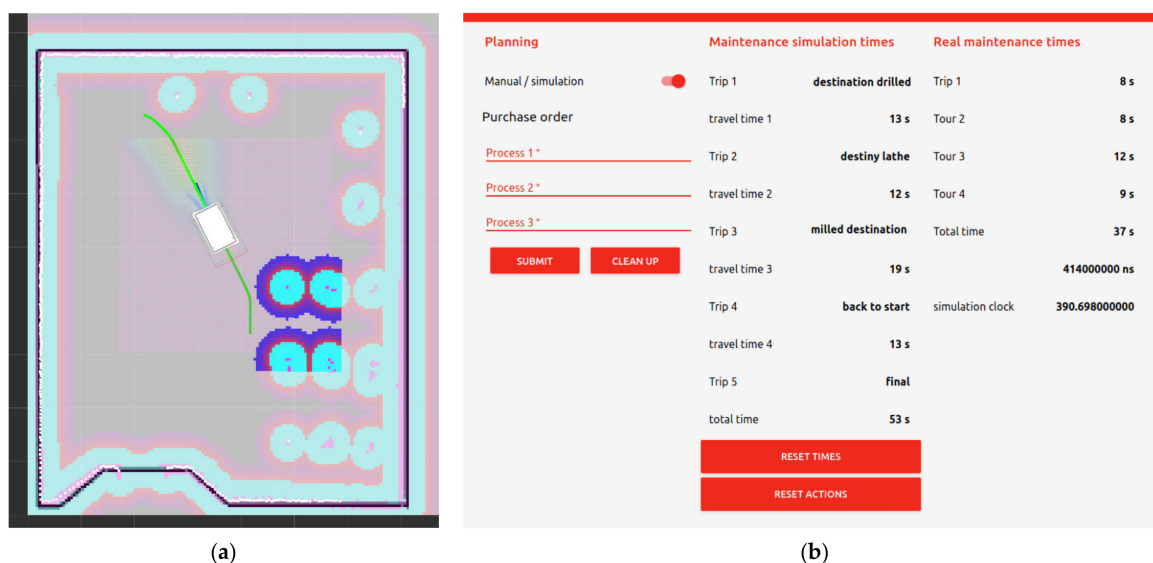 Planning
Manual / simulation
Purchase order
Process 1 *
Process 2 *
Process 3 *
SUBMIT CLEAN UP
Maintenance simulation times
Trip 1 destination drilled
travel time 1 13 s
Trip 2 destiny lathe
travel time 2 12 s
Trip 3 milled destination
travel time 3 19 s
Trip 4 back to start
travel time 4 13 s
Trip 5 final
total time 53 s
RESET TIMES
RESET ACTIONS
Real maintenance times
Trip 1 8 s
Tour 2 8 s
Tour 3 12 s
Tour 4 9 s
Total time 37 s
414000000 ns
simulation clock 390.698000000
(a)
(b)